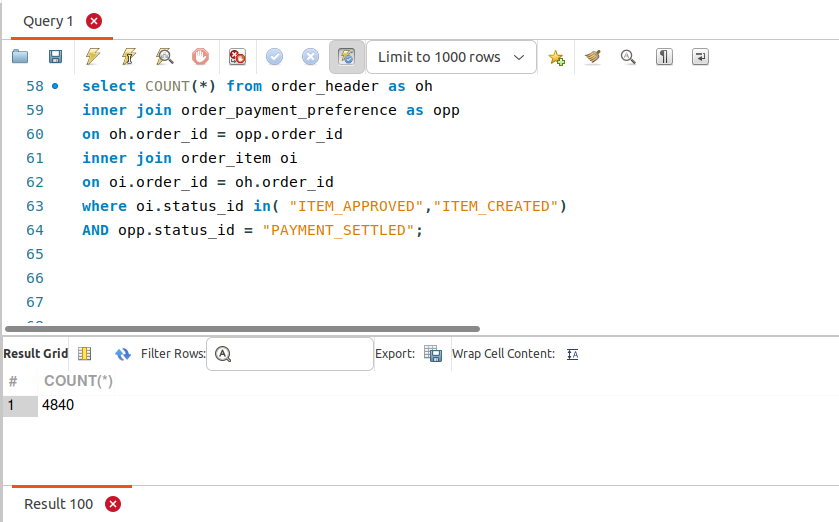 Query 1
Limit to 1000 rows
58 select COUNT(*) from order_header as oh
59 inner join order_payment_preference as opp
60 on oh.order_id = opp.order_id
61 inner join order_item oi
62 on oi.order_id = oh.order_id
63 where oi.status_id in( "ITEM_APPROVED","ITEM_CREATED")
64 AND opp.status_id = "PAYMENT_SETTLED";
65
66
67
Result Grid Filter Rows: Export: Wrap Cell Content:
# COUNT(*)
1 4840
Result 100